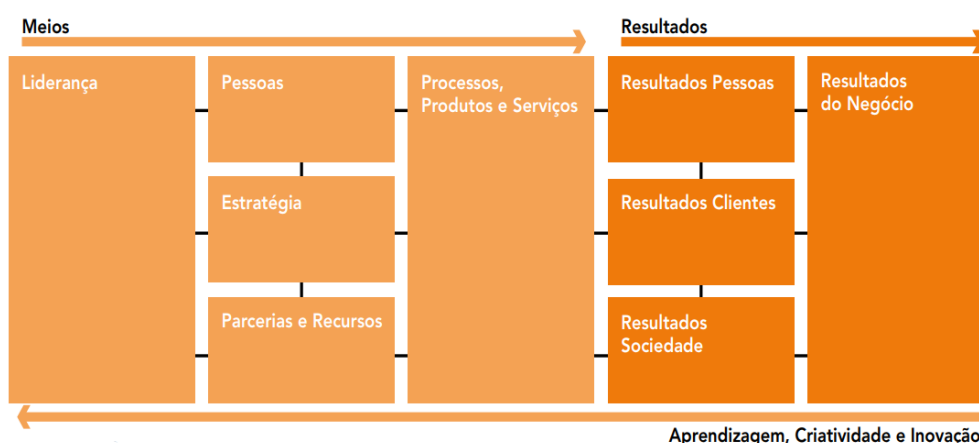 Meios
Resultados
Liderança
Pessoas
Processos,
Produtos e Serviços
Resultados Pessoas
Resultados
do Negócio
Estratégia
Resultados Clientes
Parcerias e Recursos
Resultados
Sociedade
Aprendizagem, Criatividade e Inovação